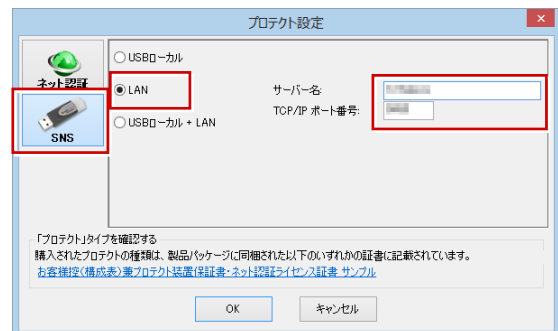 プロテクト設定
ネット認証
SNS
USBローカル
LAN
USBローカル + LAN
サーバー名:
TCP/IP ポート番号:
「プロテクト」タイプを確認する
購入されたプロテクトの種類は、製品パッケージに同梱された以下のいずれかの証書に記載されています。
お客様控(構成表)兼プロテクト装置保証書・ネット認証ライセンス証書 サンプル
OK
キャンセル